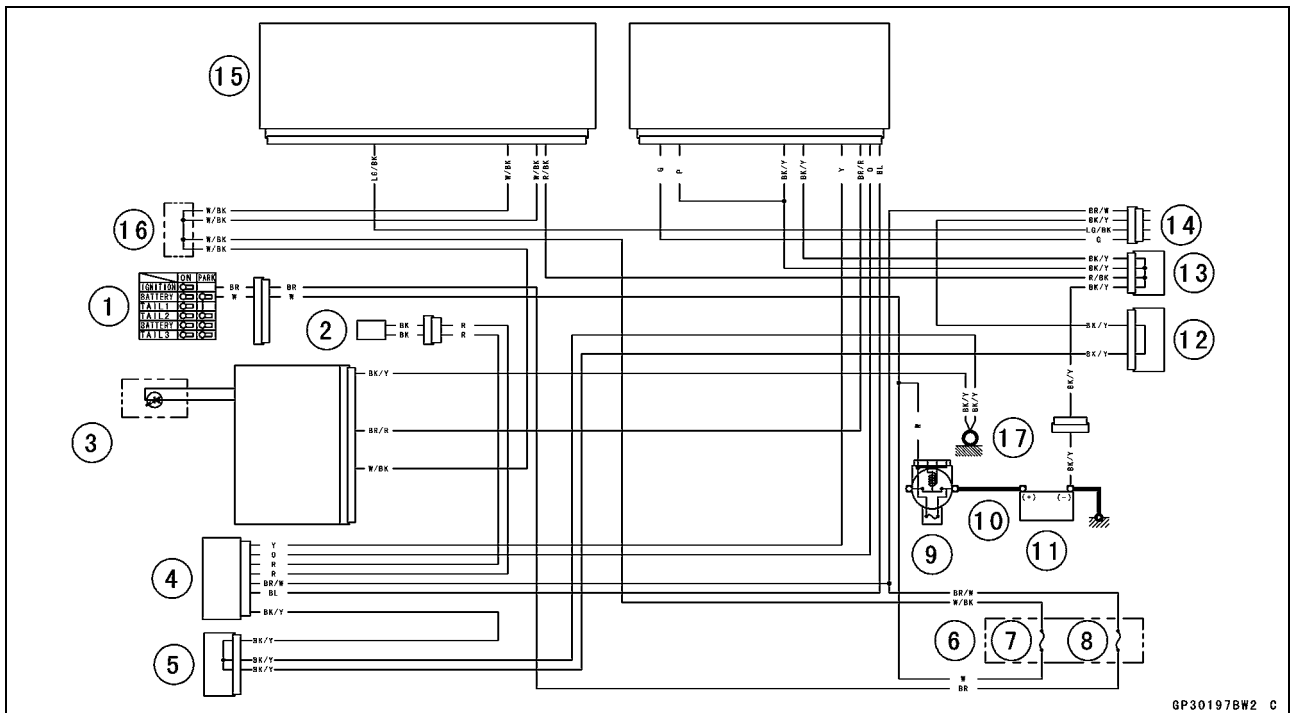 15
LG/BK
W/BK
W/BK
R/BK
G
P
BK/Y
BK/Y
Y
BR/R
O
BL
16
W/BK
W/BK
W/BK
W/BK
BR/W
BK/Y
LG/BK
G
14
1
ON PARK
IGNITION
BATTERY
TAIL1
TAIL2
BATTERY
TAIL3
BR
W
BR
W
BK/Y
BK/Y
R/BK
BK/Y
13
2
BK
BK
R
R
BK/Y
BK/Y
12
3
BK/Y
BR/R
W/BK
BK/Y
BK/Y
17
W
BK/Y
BK/Y
(+)
(-)
9
10
11
4
Y
O
R
R
BR/W
BL
BK/Y
5
BK/Y
BK/Y
BK/Y
BR/W
W/BK
6
7
8
W
BR
GP30197BW2 C